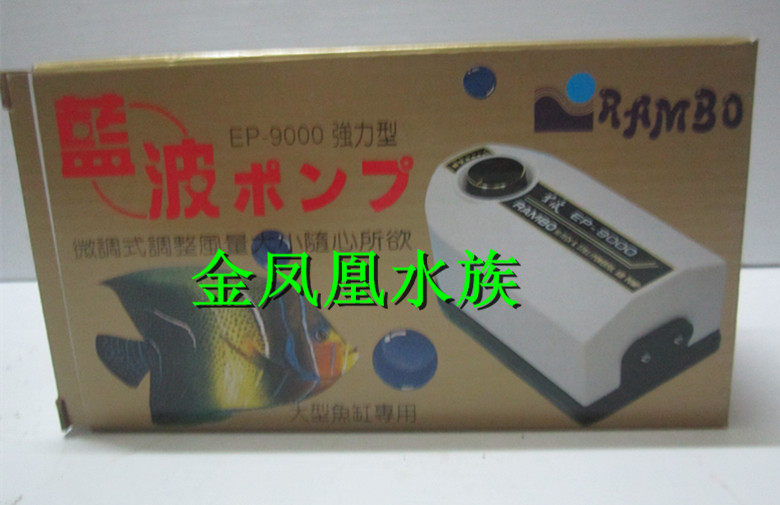 RAMBO
EP-9000 強力型
藍波ポンプ
微調式調整風量大小隨心所欲
金凤凰水族
EP-9000
RAMBO
大型魚缸專用